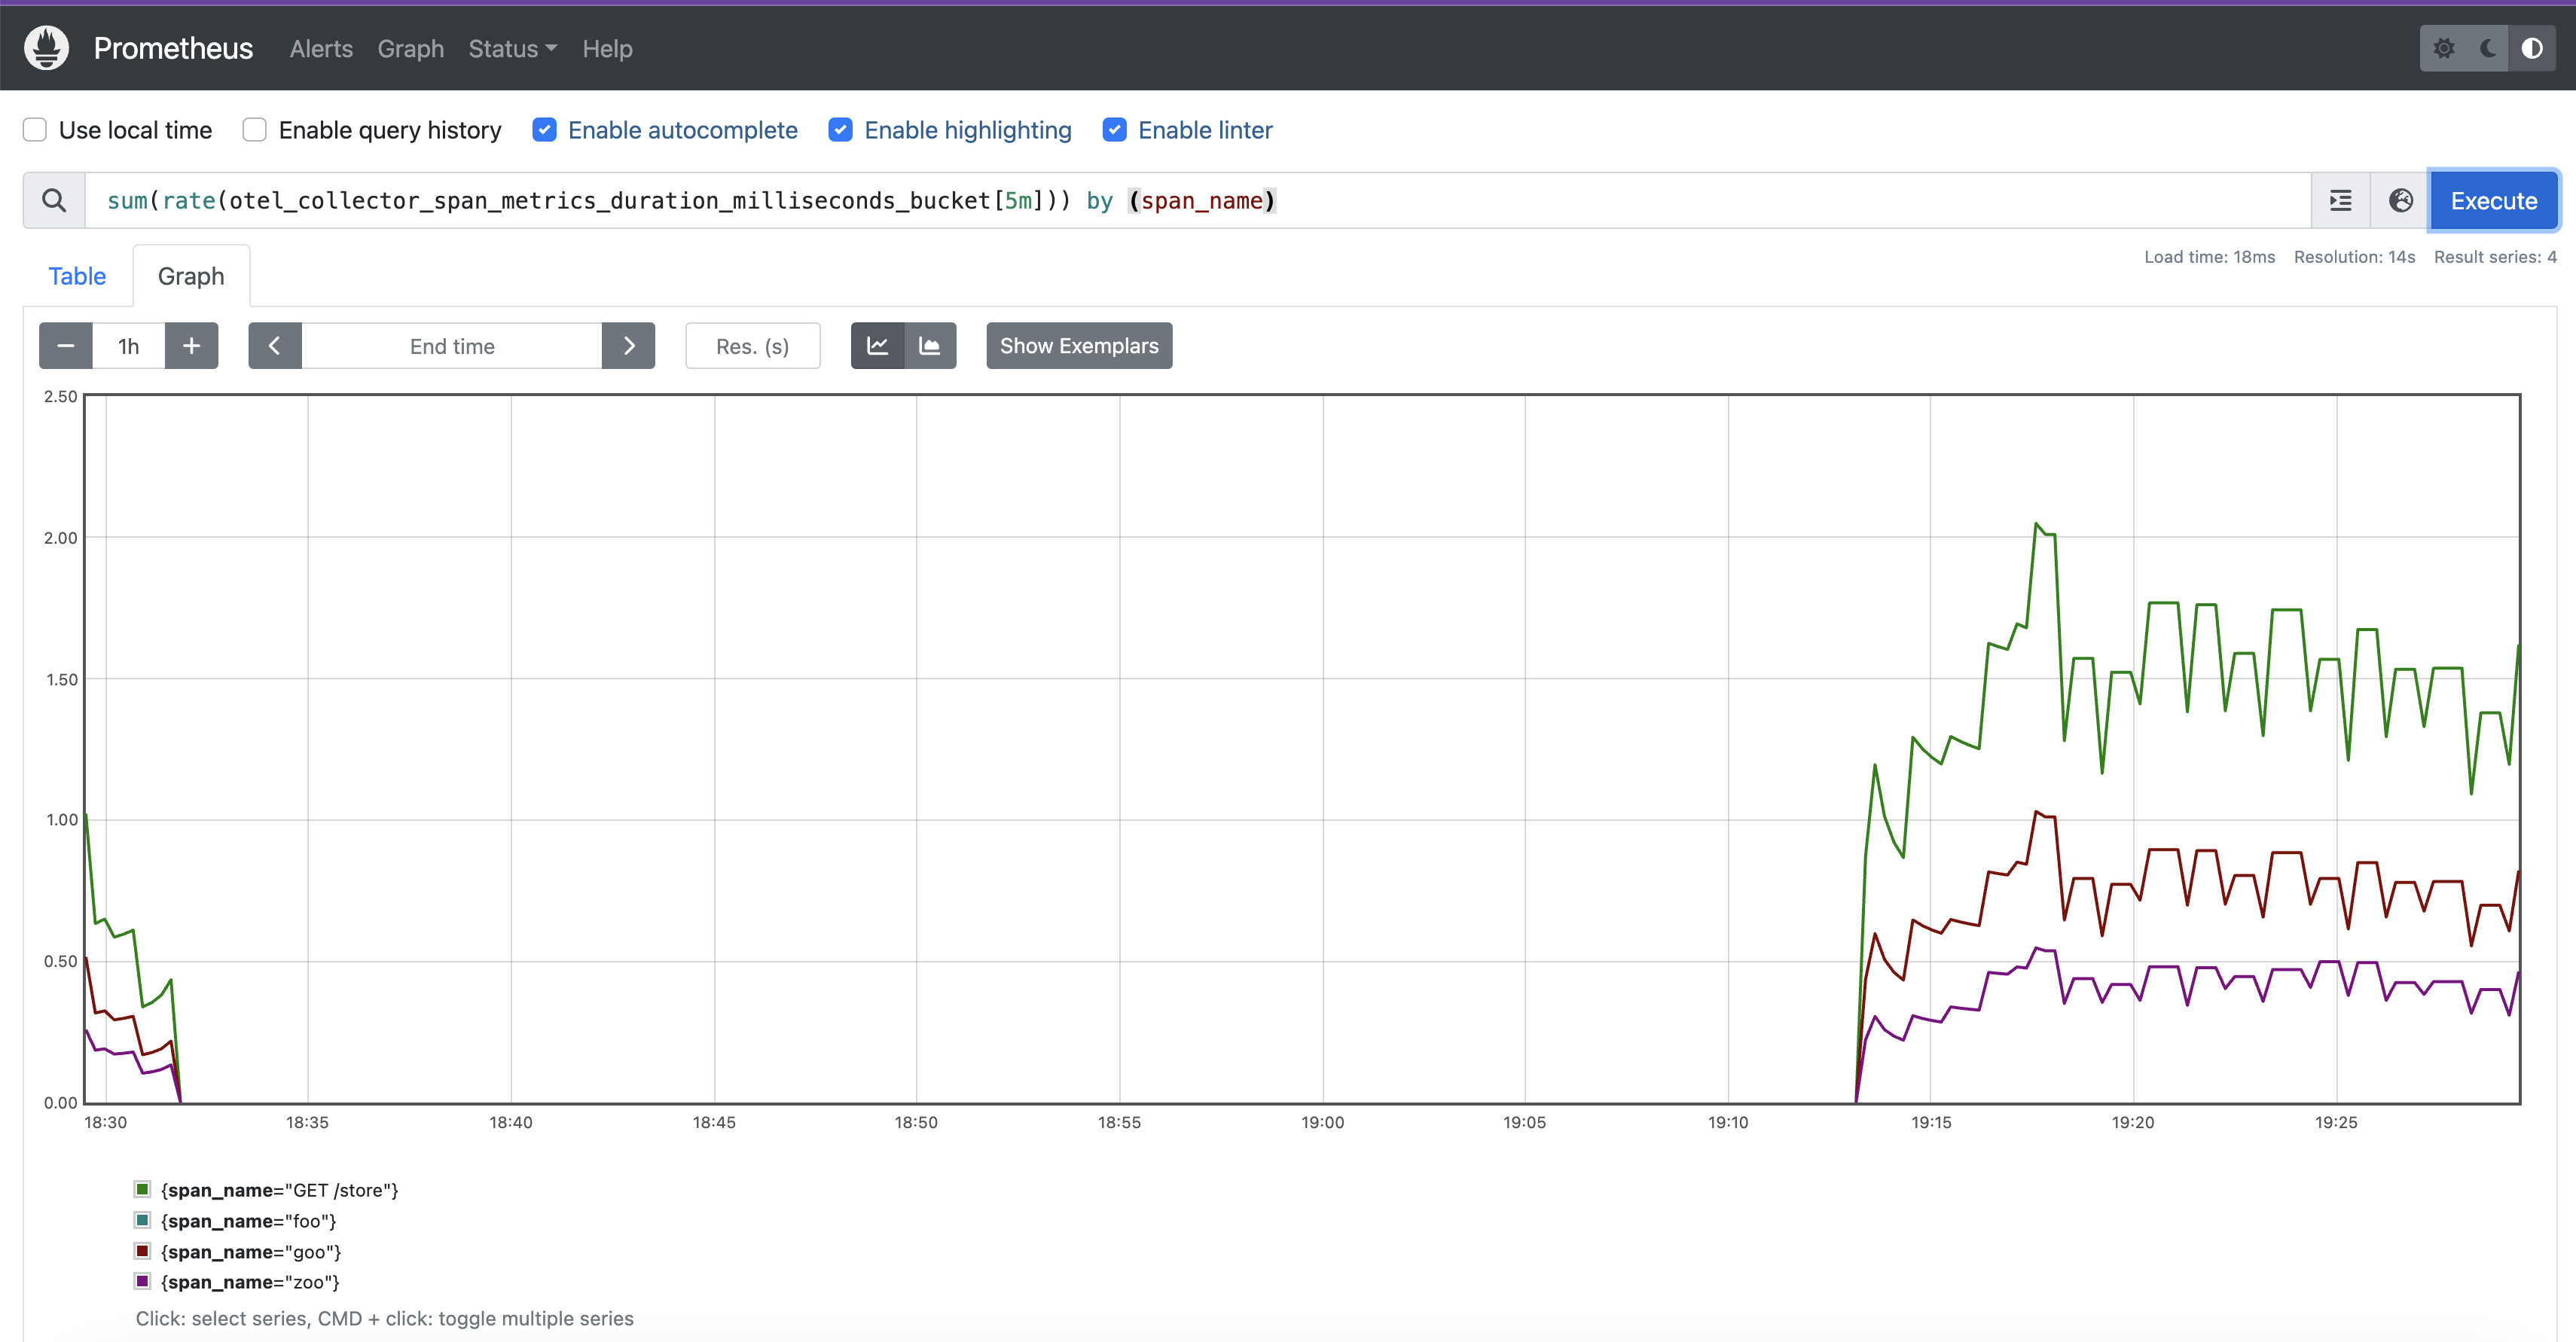 Prometheus Alerts Graph Status Help
Use local time Enable query history Enable autocomplete Enable highlighting Enable linter
sum(rate(otel_collector_span_metrics_duration_milliseconds_bucket[5m])) by (span_name) Execute
Load time: 18ms Resolution: 14s Result series: 4
Table Graph
1h End time Res. (s) Show Exemplars
2.50
2.00
1.50
1.00
0.50
0.00
18:30 18:35 18:40 18:45 18:50 18:55 19:00 19:05 19:10 19:15 19:20 19:25
{span_name="GET /store"}
{span_name="foo"}
{span_name="goo"}
{span_name="zoo"}
Click: select series, CMD + click: toggle multiple series